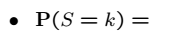 • P(S = k) =